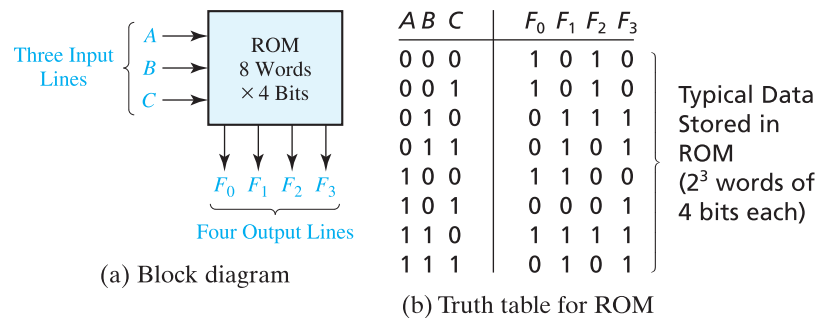 Three Input
Lines
A
B
C
ROM
8 Words
× 4 Bits
F0 F1 F2 F3
Four Output Lines
(a) Block diagram
A B C F0 F1 F2 F3
0 0 0 1 0 1 0
0 0 1 1 0 1 0
0 1 0 0 1 1 1
0 1 1 0 1 0 1
1 0 0 1 1 0 0
1 0 1 0 0 0 1
1 1 0 1 1 1 1
1 1 1 0 1 0 1
Typical Data
Stored in
ROM
(2³ words of
4 bits each)
(b) Truth table for ROM